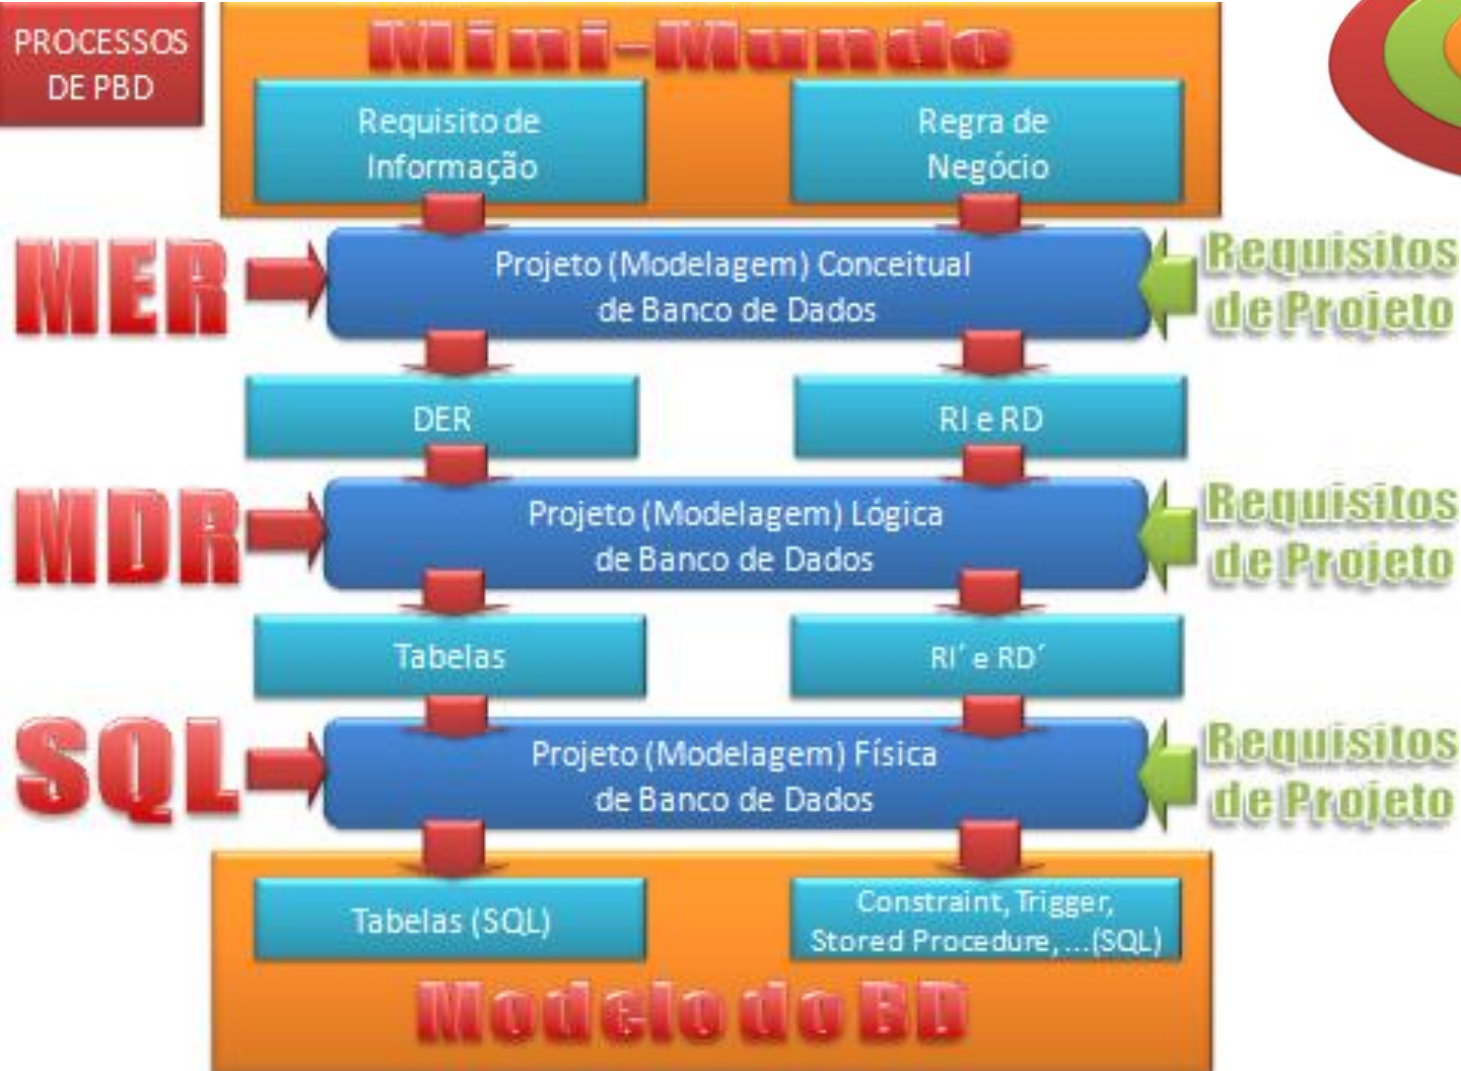 PROCESSOS
DE PBD
Mini-Mundo
Requisito de
Informação
Regra de
Negócio
MER
Projeto (Modelagem) Conceitual
de Banco de Dados
Requisitos
de Projeto
DER
RI e RD
MDR
Projeto (Modelagem) Lógica
de Banco de Dados
Requisitos
de Projeto
Tabelas
RI´ e RD´
SQL
Projeto (Modelagem) Física
de Banco de Dados
Requisitos
de Projeto
Tabelas (SQL)
Constraint, Trigger,
Stored Procedure, ...(SQL)
Modelo do BD